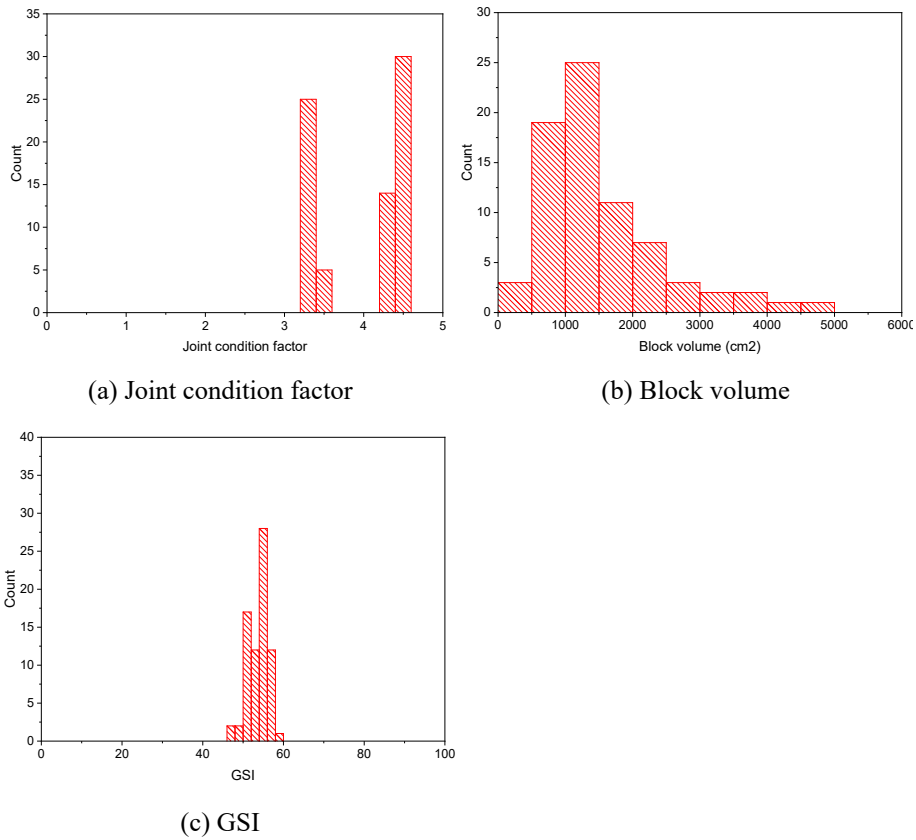 35
30
25
20
15
10
5
0
Count
0 1 2 3 4 5
Joint condition factor
(a) Joint condition factor
30
25
20
15
10
5
0
Count
0 1000 2000 3000 4000 5000 6000
Block volume (cm2)
(b) Block volume
40
35
30
25
20
15
10
5
0
Count
0 20 40 60 80 100
GSI
(c) GSI